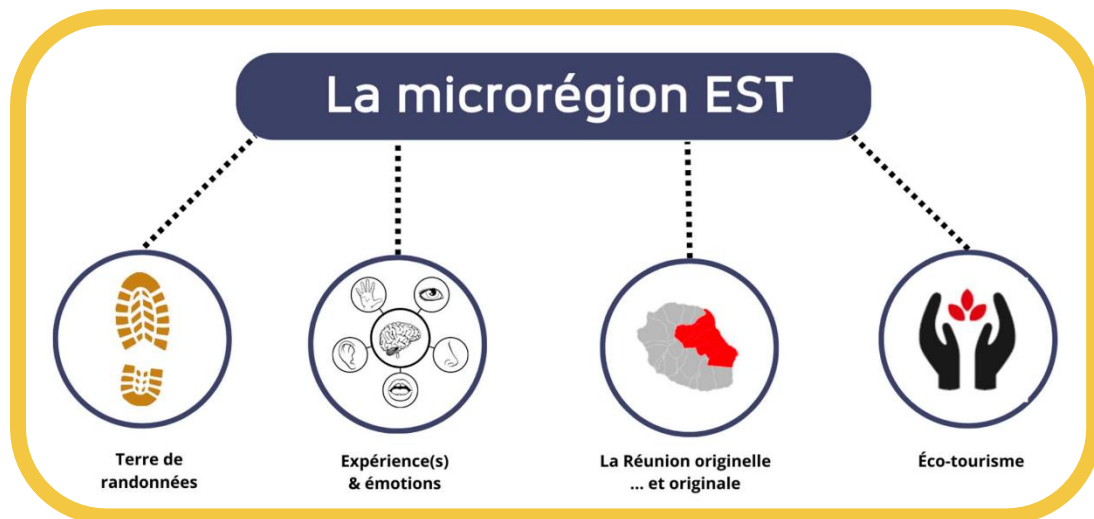 La microrégion EST
Terre de
randonnées
Expérience(s)
& émotions
La Réunion originelle
... et originale
Éco-tourisme